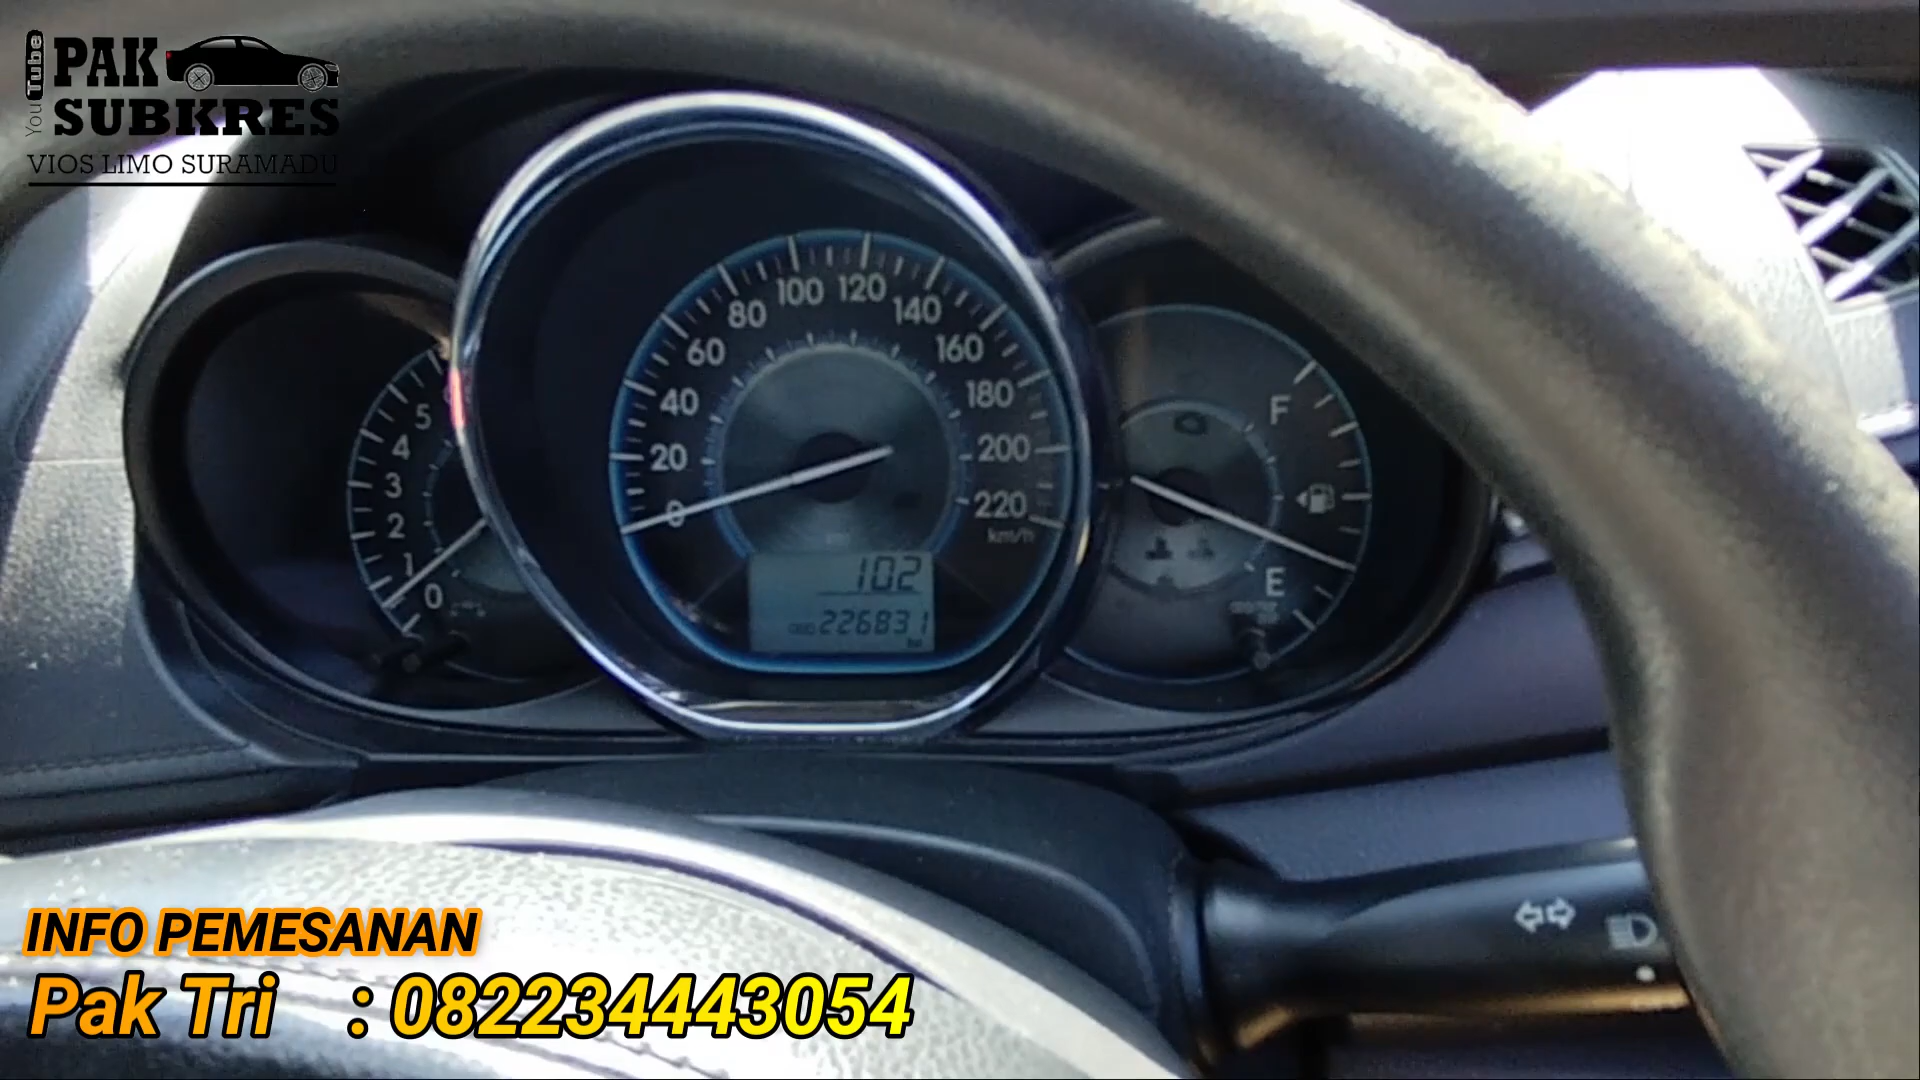 YouTube PAK
SUBKRES
VIOS LIMO SURAMADU
5
4
3
2
1
0
0
20
40
60
80
100
120
140
160
180
200
220
km/h
102
226831
F
E
INFO PEMESANAN
Pak Tri : 082234443054